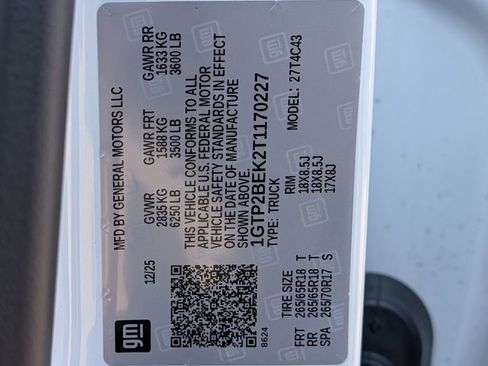 MFD BY GENERAL MOTORS LLC
12/25
GVWR GAWR FRT GAWR RR
2835 KG 1588 KG 1633 KG
6250 LB 3500 LB 3600 LB
THIS VEHICLE CONFORMS TO ALL
APPLICABLE U.S. FEDERAL MOTOR
VEHICLE SAFETY STANDARDS IN EFFECT
ON THE DATE OF MANUFACTURE
SHOWN ABOVE.
1GTP2BEK2T1170227
TYPE: TRUCK MODEL: 27T4C43
gm
8624
TIRE SIZE RIM
FRT 265/65R18 T 18X8.5J
RR 265/65R18 T 18X8.5J
SPA 265/70R17 S 17X8J